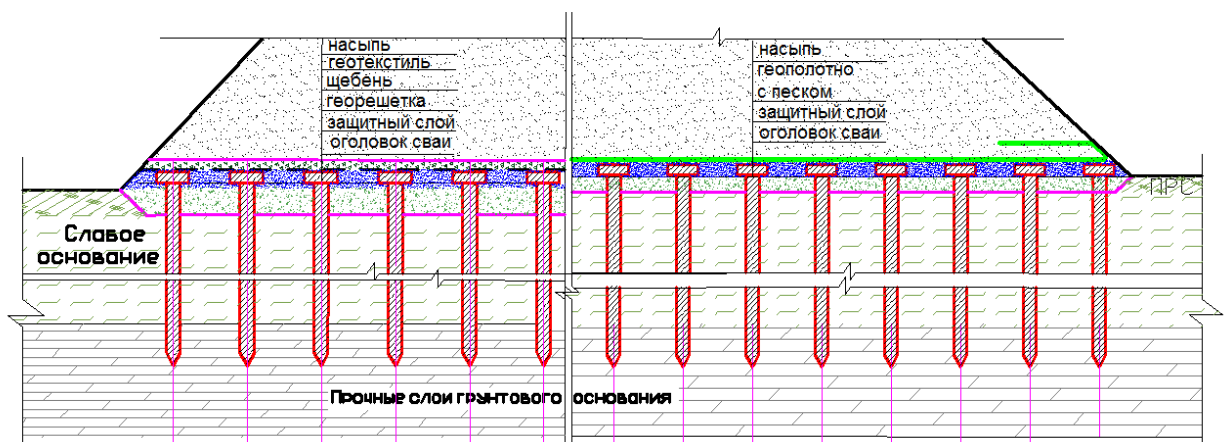 насыпь
геотекстиль
щебень
георешетка
защитный слой
оголовок сваи
насыпь
геополотно
с песком
защитный слой
оголовок сваи
ПРС
Слабое
основание
Прочные слои грунтового основания